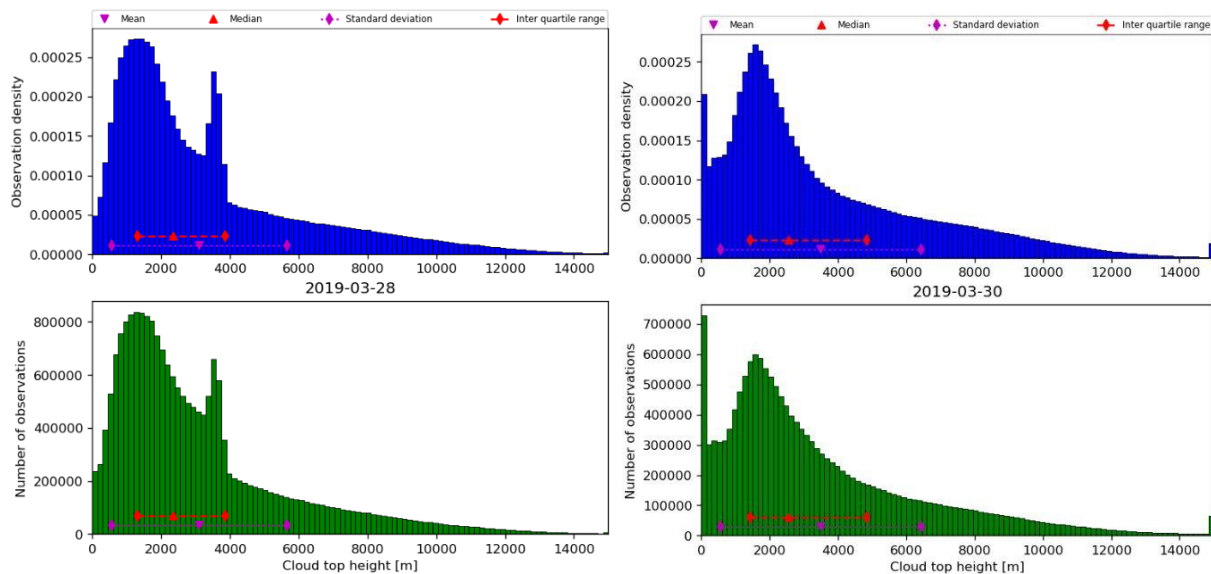 Mean Median Standard deviation Inter quartile range
Observation density
0.00025
0.00020
0.00015
0.00010
0.00005
0.00000
0 2000 4000 6000 8000 10000 12000 14000
2019-03-28
Number of observations
800000
600000
400000
200000
0
0 2000 4000 6000 8000 10000 12000 14000
Cloud top height [m]
Mean Median Standard deviation Inter quartile range
Observation density
0.00025
0.00020
0.00015
0.00010
0.00005
0.00000
0 2000 4000 6000 8000 10000 12000 14000
2019-03-30
Number of observations
700000
600000
500000
400000
300000
200000
100000
0
0 2000 4000 6000 8000 10000 12000 14000
Cloud top height [m]